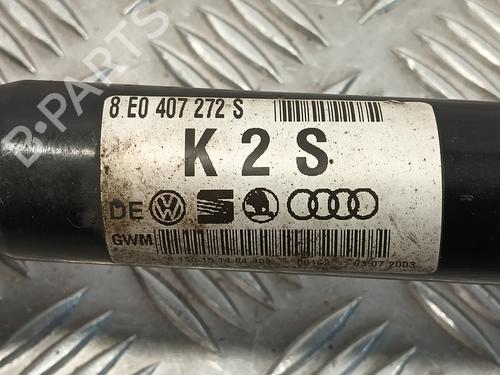 B-PARTS
8 E0 407 272 S
K 2 S
DE
GWM
03.07.2003